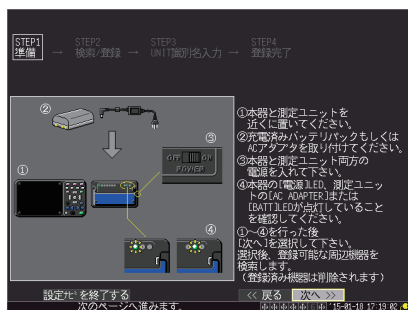 STEP1
準備
→
STEP2
検索/登録
→
STEP3
UNIT識別名入力
→
STEP4
登録完了
②
③
OFF ON
POWER
①
④
①本器と測定ユニットを
近くに置いてください。
②充電済みバッテリパックもしくは
ACアダプタを取り付けてください。
③本器と測定ユニット両方の
電源を入れて下さい。
④本器の[電源]LED、測定ユニッ
トの[AC ADAPTER]または
[BATT]LEDが点灯していること
を確認してください。
①～④を行った後
[次へ]を選択して下さい。
選択後、登録可能な周辺機器を
検索します。
(登録済み機器は削除されます)
設定ナビを終了する
<< 戻る
次へ >>
次のページへ進みます。
'15-01-18 17:19:02